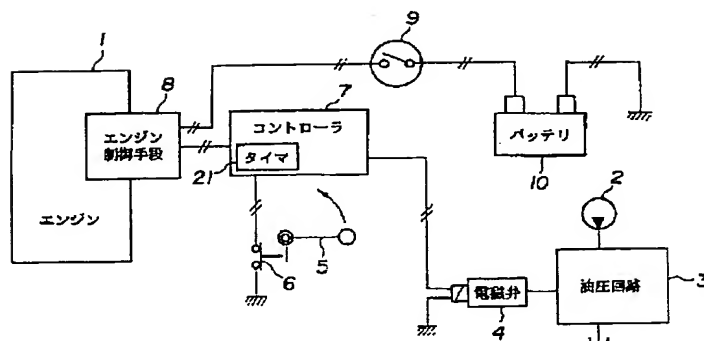 1
8
エンジン
制御手段
エンジン
7
コントローラ
タイマ
21
5
6
9
バッテリ
10
2
油圧回路
3
電磁弁
4